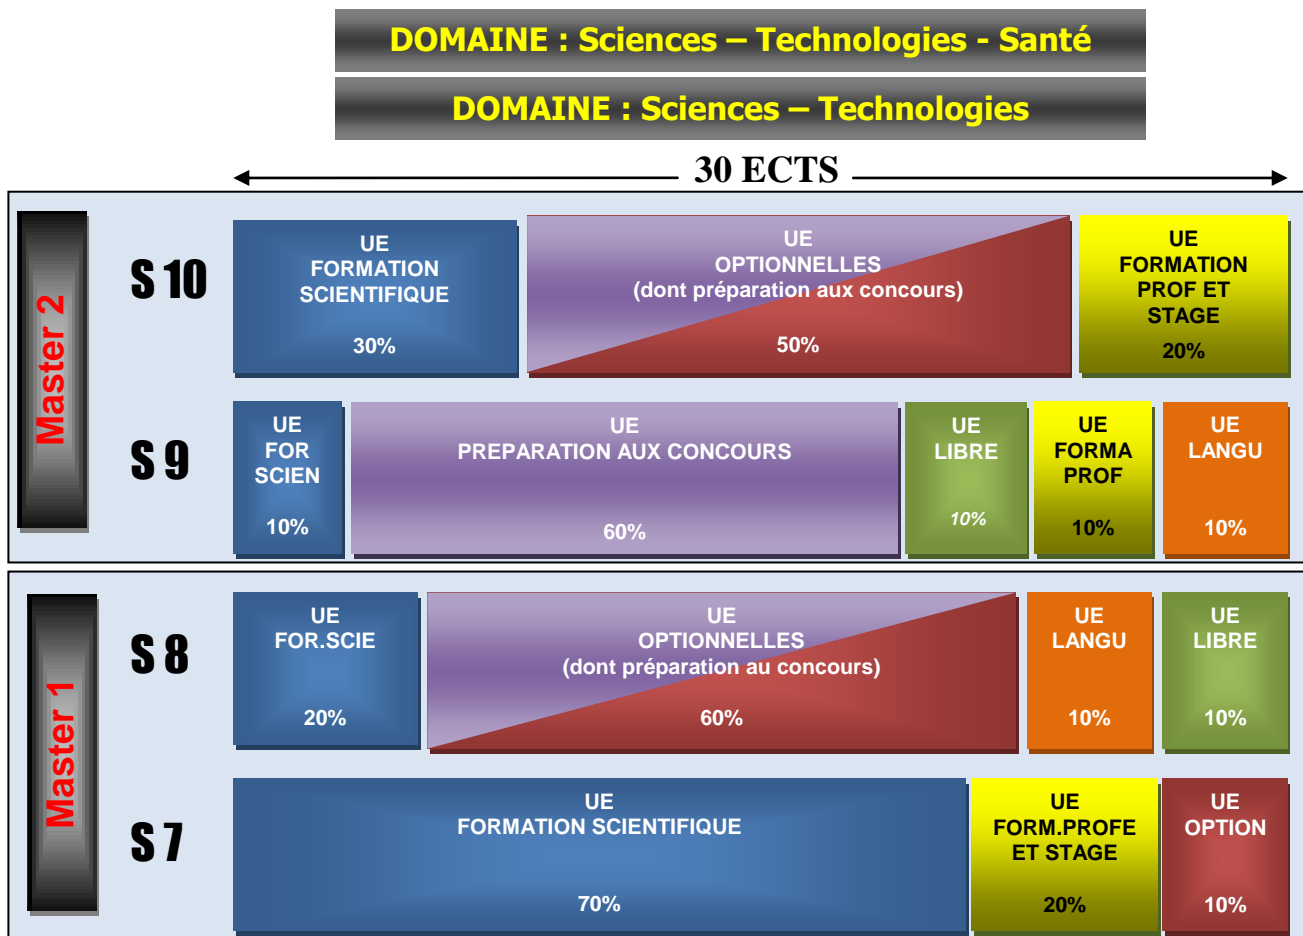 DOMAINE : Sciences – Technologies - Santé
DOMAINE : Sciences – Technologies
30 ECTS
Master 2
S 10
UE
FORMATION
SCIENTIFIQUE
30%
UE
OPTIONNELLES
(dont préparation aux concours)
50%
UE
FORMATION
PROF ET
STAGE
20%
S 9
UE
FOR
SCIEN
10%
UE
PREPARATION AUX CONCOURS
60%
UE
LIBRE
10%
UE
FORMA
PROF
10%
UE
LANGU
10%
Master 1
S 8
UE
FOR.SCIE
20%
UE
OPTIONNELLES
(dont préparation au concours)
60%
UE
LANGU
10%
UE
LIBRE
10%
S 7
UE
FORMATION SCIENTIFIQUE
70%
UE
FORM.PROFE
ET STAGE
20%
UE
OPTION
10%